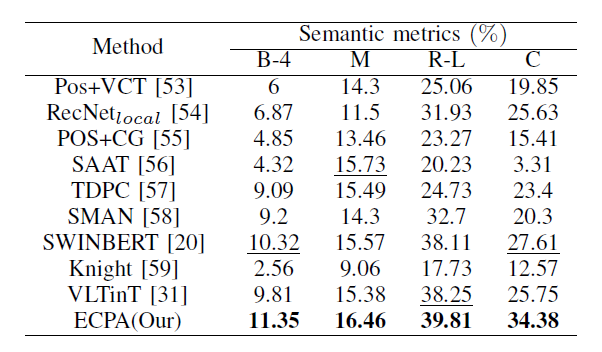 Method Semantic metrics (%)
B-4 M R-L C
Pos+VCT [53] 6 14.3 25.06 19.85
RecNetlocal [54] 6.87 11.5 31.93 25.63
POS+CG [55] 4.85 13.46 23.27 15.41
SAAT [56] 4.32 15.73 20.23 3.31
TDPC [57] 9.09 15.49 24.73 23.4
SMAN [58] 9.2 14.3 32.7 20.3
SWINBERT [20] 10.32 15.57 38.11 27.61
Knight [59] 2.56 9.06 17.73 12.57
VLTinT [31] 9.81 15.38 38.25 25.75
ECPA(Our) 11.35 16.46 39.81 34.38